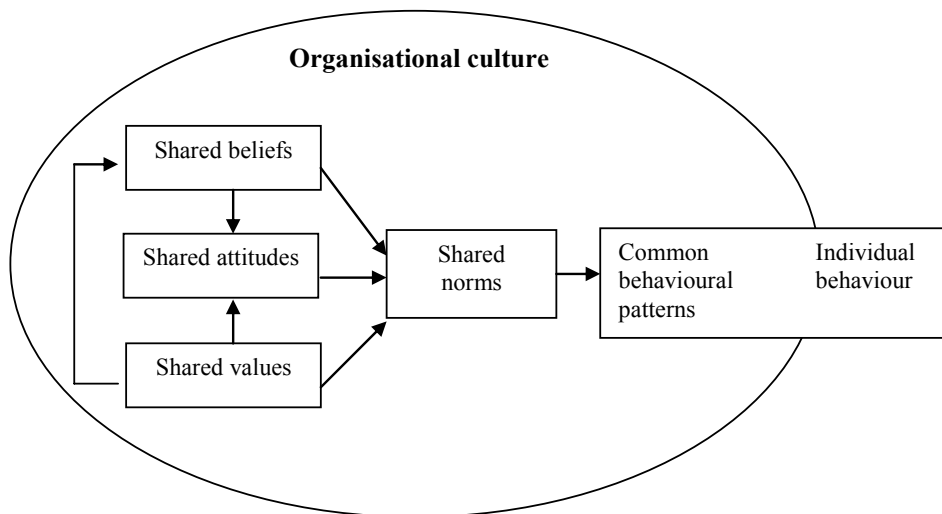 Organisational culture
Shared beliefs
Shared attitudes
Shared values
Shared
norms
Common
behavioural
patterns
Individual
behaviour